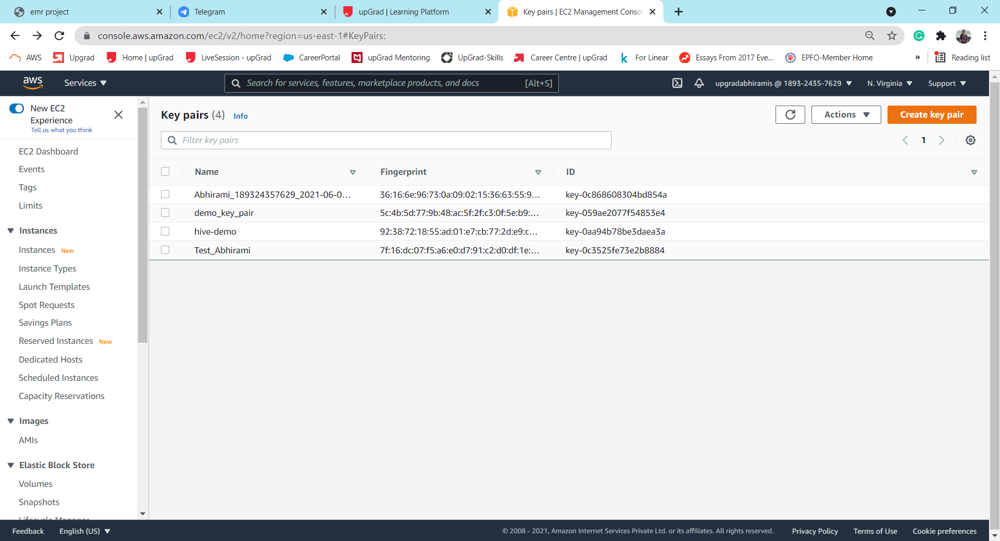 emr project
Telegram
upGrad | Learning Platform
Key pairs | EC2 Management Conso
console.aws.amazon.com/ec2/v2/home?region=us-east-1#KeyPairs:
AWS
Upgrad
Home | upGrad
LiveSession - upGrad
CareerPortal
upGrad Mentoring
UpGrad-Skills
Career Centre | upGrad
For Linear
Essays From 2017 Eve...
EPFO-Member Home
»
Reading list
aws
Services
Search for services, features, marketplace products, and docs
[Alt+S]
upgradabhiramis @ 1893-2435-7629
N. Virginia
Support
New EC2
Experience
Tell us what you think
EC2 Dashboard
Events
Tags
Limits
Instances
Instances New
Instance Types
Launch Templates
Spot Requests
Savings Plans
Reserved Instances New
Dedicated Hosts
Scheduled Instances
Capacity Reservations
Images
AMIs
Elastic Block Store
Volumes
Snapshots
Lifecycle Manager
Key pairs (4) Info
Actions
Create key pair
Filter key pairs
1
Name Fingerprint ID
Abhirami_189324357629_2021-06-0... 36:16:6e:96:73:0a:09:02:15:36:63:55:9... key-0c868608304bd854a
demo_key_pair 5c:4b:5d:77:9b:48:ac:5f:2f:c3:0f:5e:b9:... key-059ae2077f54853e4
hive-demo 92:38:72:18:55:ad:01:e7:cb:77:2d:e9:c... key-0aa94b78be3daea3a
Test_Abhirami 7f:16:dc:07:f5:a6:e0:d7:91:c2:d0:df:1e:... key-0c3525fe73e2b8884
Feedback
English (US)
© 2008 - 2021, Amazon Internet Services Private Ltd. or its affiliates. All rights reserved.
Privacy Policy
Terms of Use
Cookie preferences